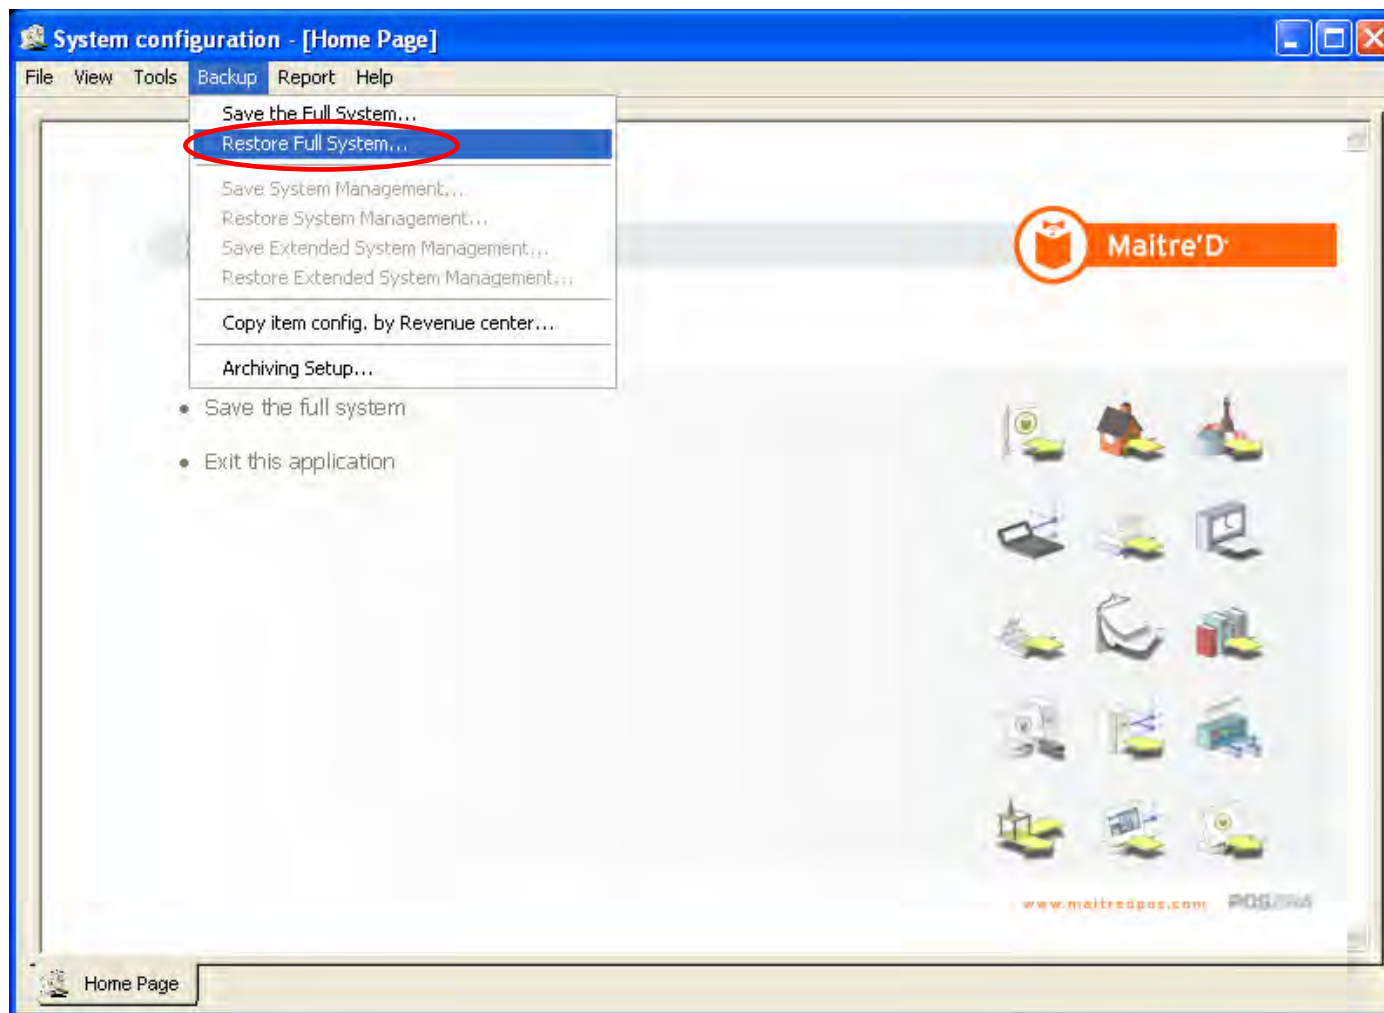 System configuration - [Home Page]
File View Tools Backup Report Help
Save the Full System...
Restore Full System...
Save System Management...
Restore System Management...
Save Extended System Management...
Restore Extended System Management...
Copy item config. by Revenue center...
Archiving Setup...
Maitre'D
• Save the full system
• Exit this application
www.maitredpos.com POSERA
Home Page